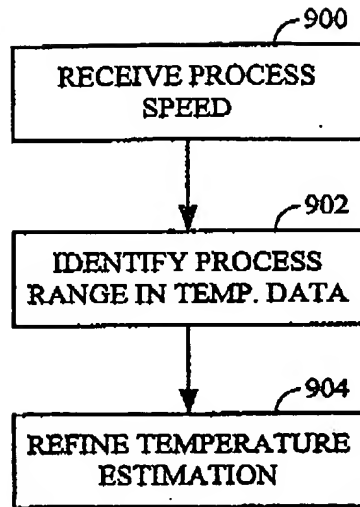 900
RECEIVE PROCESS
SPEED
902
IDENTIFY PROCESS
RANGE IN TEMP. DATA
904
REFINE TEMPERATURE
ESTIMATION